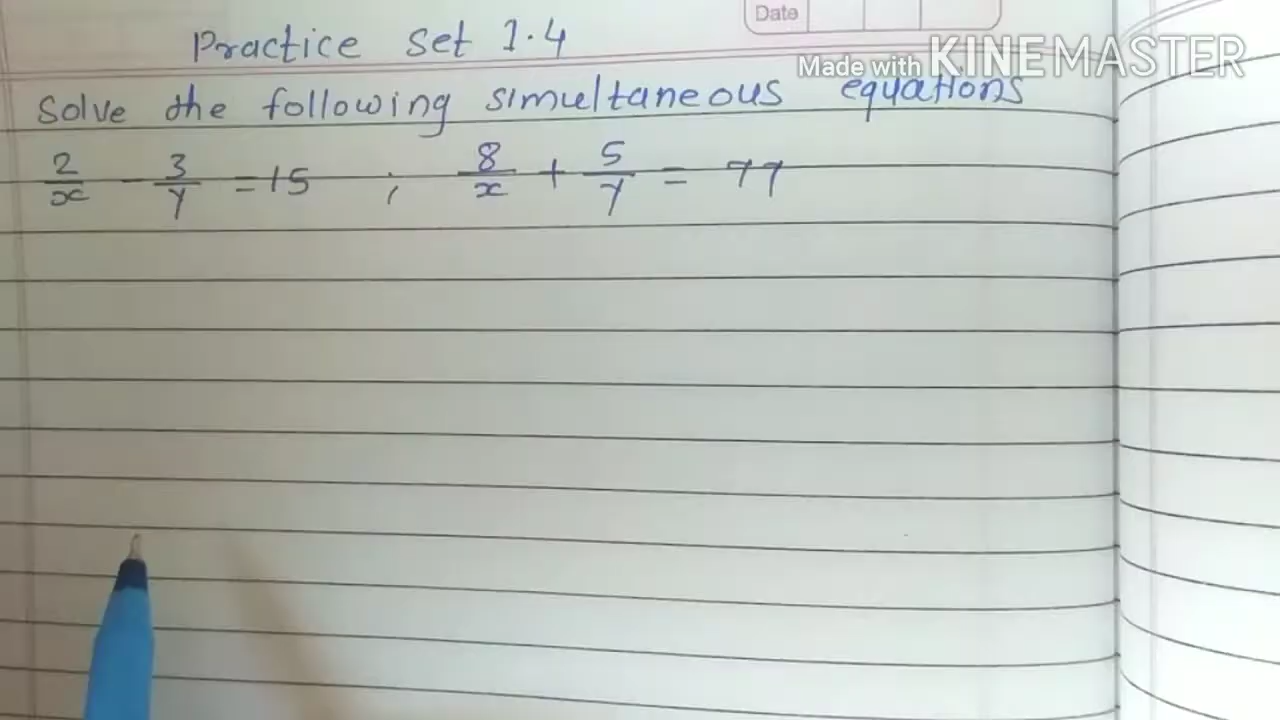 Date
Practice Set 1.4
Made with KINEMASTER
Solve the following simultaneous equations
2/x - 3/y = 15 ; 8/x + 5/y = 77